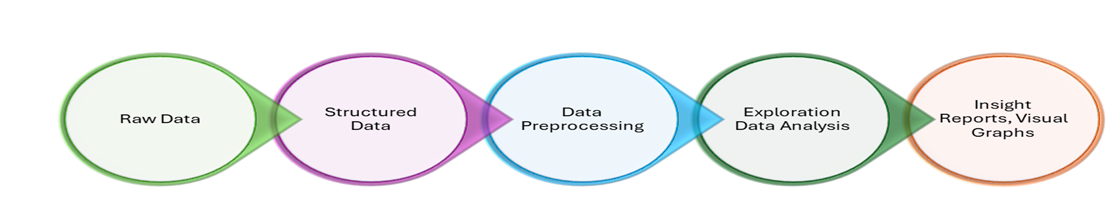 Raw Data
Structured
Data
Data
Preprocessing
Exploration
Data Analysis
Insight
Reports, Visual
Graphs